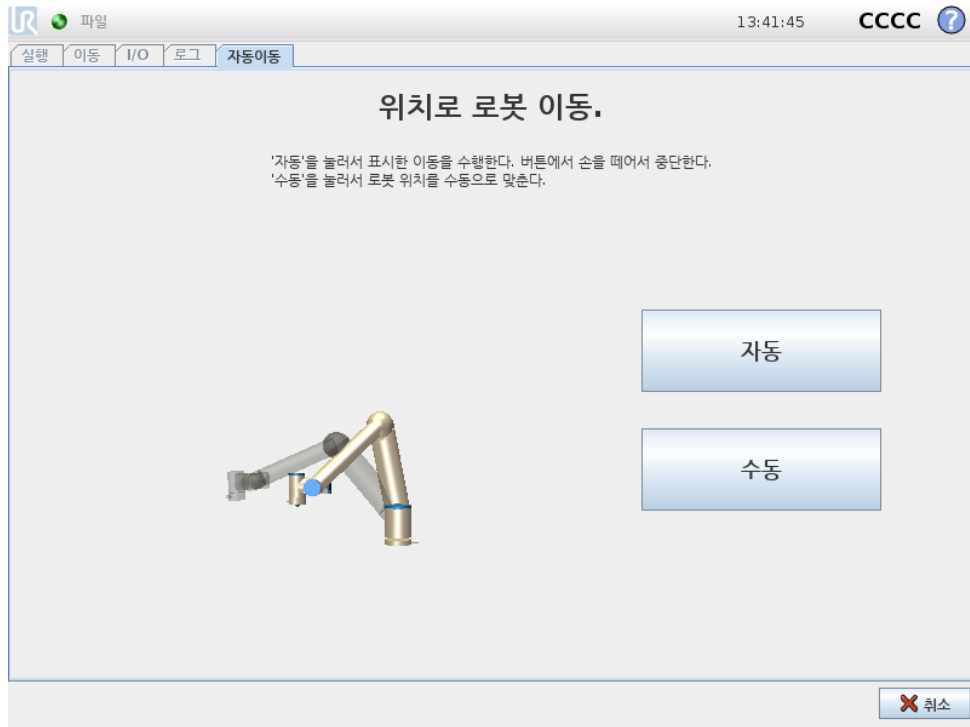 UR 파일 13:41:45 CCCC ?
실행 이동 I/O 로그 자동이동
위치로 로봇 이동.
'자동'을 눌러서 표시한 이동을 수행한다. 버튼에서 손을 떼어서 중단한다.
'수동'을 눌러서 로봇 위치를 수동으로 맞춘다.
자동
수동
취소